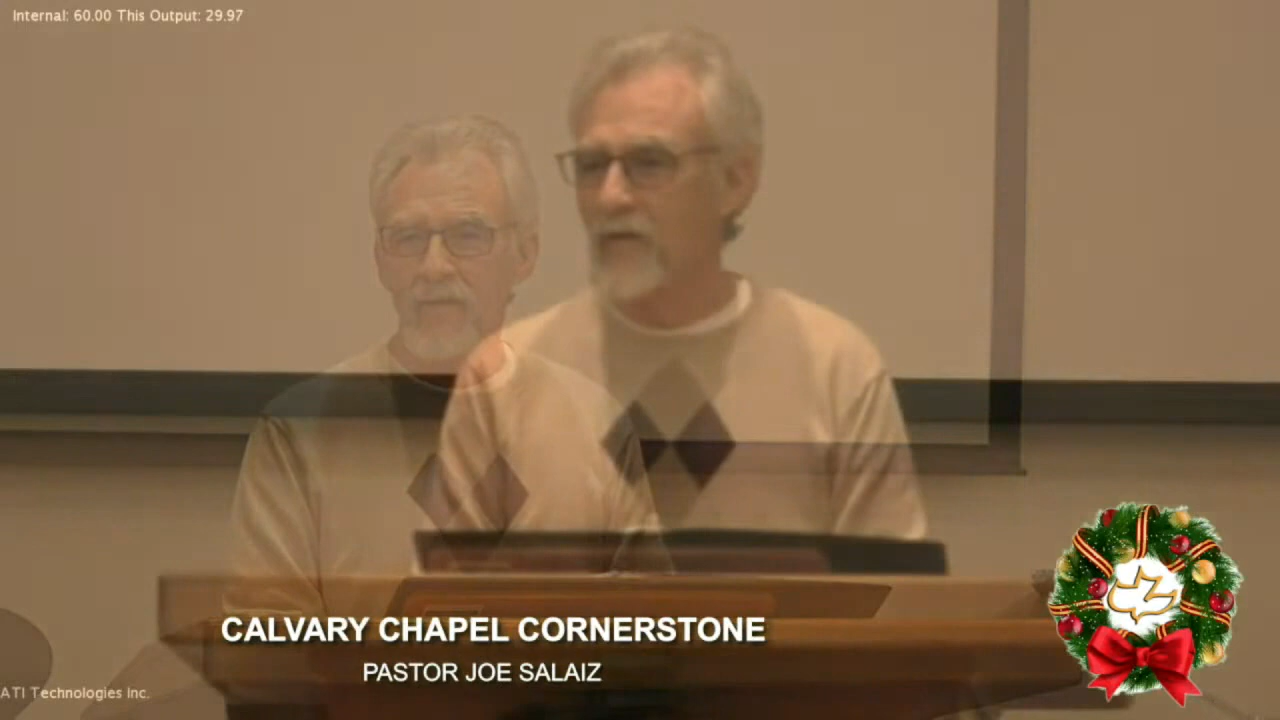 Internal: 60.00 This Output: 29.97
CALVARY CHAPEL CORNERSTONE
PASTOR JOE SALAIZ
ATI Technologies Inc.